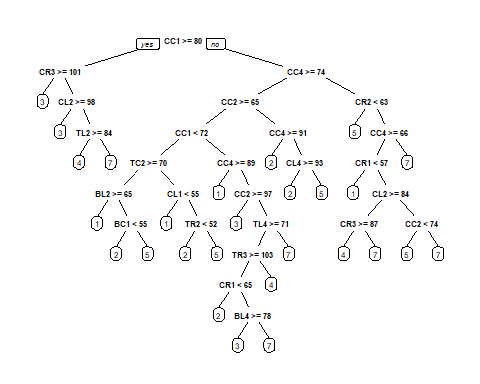 yes CC1 >= 80 no
CR3 >= 101 CC4 >= 74
3 CL2 >= 98 CC2 >= 65 CR2 < 63
3 TL2 >= 84 CC1 < 72 CC4 >= 91 5 CC4 >= 66
4 7 TC2 >= 70 CC4 >= 89 2 CL4 >= 93 CR1 < 57 7
BL2 >= 65 CL1 < 55 1 CC2 >= 97 2 5 1 CL2 >= 84
1 BC1 < 55 1 TR2 < 52 3 TL4 >= 71 CR3 >= 87 CC2 < 74
2 5 2 5 TR3 >= 103 7 4 7 5 7
CR1 < 65 4
2 BL4 >= 78
3 7